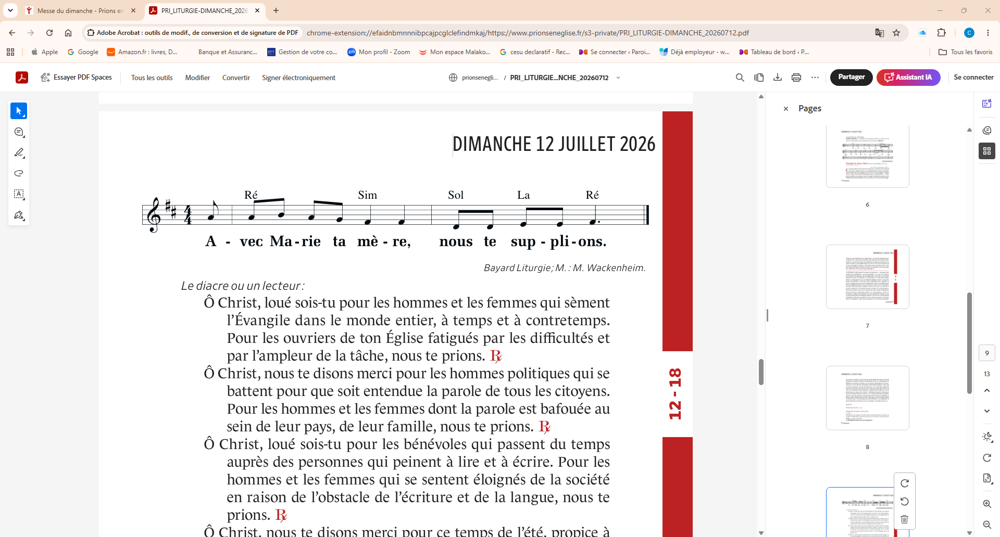 Messe du dimanche - Prions en
PRI_LITURGIE-DIMANCHE_2026
Adobe Acrobat : outils de modif., de conversion et de signature de PDF
chrome-extension://efaidnbmnnnibpcajpcglclefindmkaj/https://www.prionseneglise.fr/s3-private/PRI_LITURGIE-DIMANCHE_20260712.pdf
C
Apple
Google
Amazon.fr : livres, D...
Banque et Assuranc...
Gestion de votre co...
Mon profil - Zoom
Mon espace Malako...
cesu declaratif - Rec...
Se connecter ‹ Paroi...
Déjà employeur - w...
Tableau de bord ‹ P...
Tous les favoris
Essayer PDF Spaces
Tous les outils
Modifier
Convertir
Signer électroniquement
prionsenegli... / PRI_LITURGIE...NCHE_20260712
Partager
Assistant IA
Se connecter
Pages
DIMANCHE 12 JUILLET 2026
Ré Sim Sol La Ré
4
4
A - vec Ma - rie ta mè - re, nous te sup - pli - ons.
Bayard Liturgie ; M. : M. Wackenheim.
Le diacre ou un lecteur :
Ô Christ, loué sois-tu pour les hommes et les femmes qui sèment
l’Évangile dans le monde entier, à temps et à contretemps.
Pour les ouvriers de ton Église fatigués par les difficultés et
par l’ampleur de la tâche, nous te prions. ℟
Ô Christ, nous te disons merci pour les hommes politiques qui se
battent pour que soit entendue la parole de tous les citoyens.
Pour les hommes et les femmes dont la parole est bafouée au
sein de leur pays, de leur famille, nous te prions. ℟
Ô Christ, loué sois-tu pour les bénévoles qui passent du temps
auprès des personnes qui peinent à lire et à écrire. Pour les
hommes et les femmes qui se sentent éloignés de la société
en raison de l’obstacle de l’écriture et de la langue, nous te
prions. ℟
Ô Christ, nous te disons merci pour ce temps de l’été, propice à
12 - 18
6
7
8
9
13